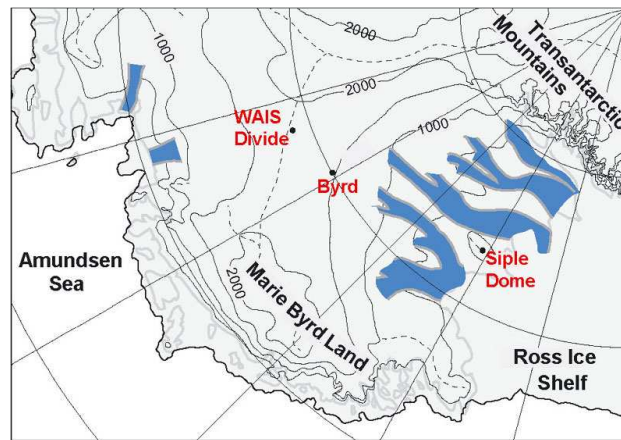 2000
Transantarctic
Mountains
1000
2000
WAIS
Divide
1000
Byrd
Amundsen
Sea
2000
Marie Byrd Land
Siple
Dome
Ross Ice
Shelf